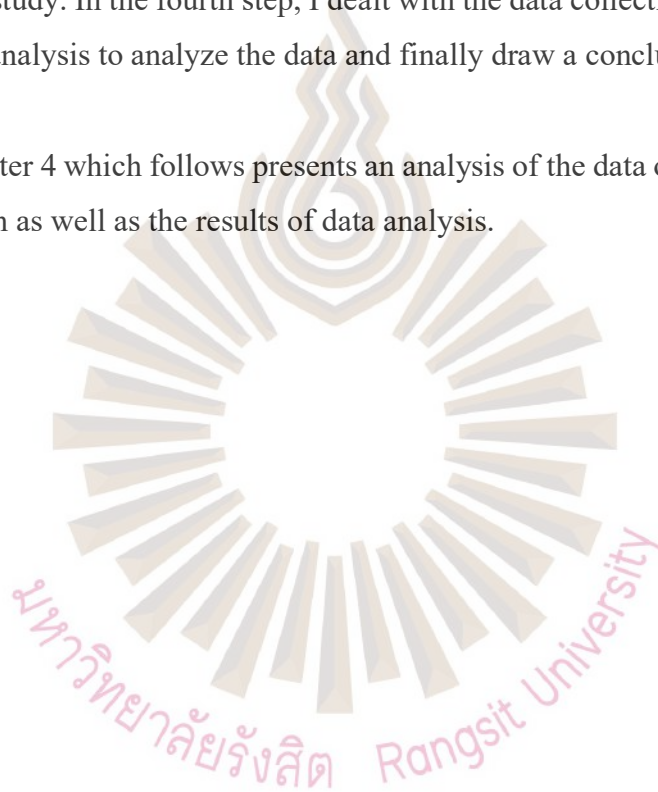 study. In the fourth step, I dealt with the data collecti
nalysis to analyze the data and finally draw a conclu
ter 4 which follows presents an analysis of the data
n as well as the results of data analysis.
มหาวิทยาลัยรังสิต Rangsit University